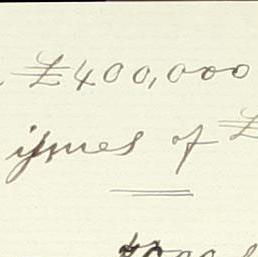 £400,000
issues of £